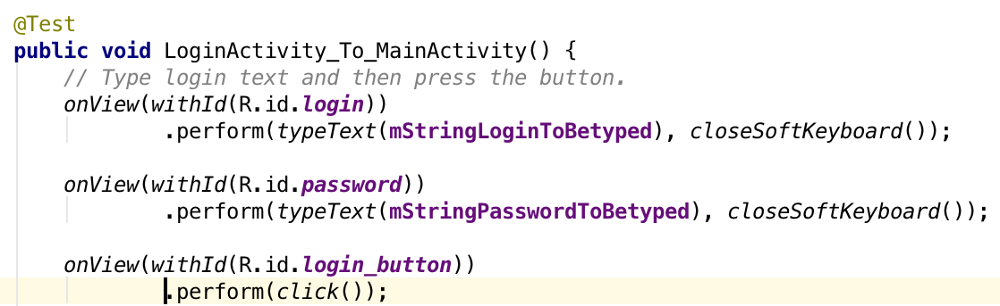 @Test
public void LoginActivity_To_MainActivity() {
// Type login text and then press the button.
onView(withId(R.id.login))
.perform(typeText(mStringLoginToBetyped), closeSoftKeyboard());
onView(withId(R.id.password))
.perform(typeText(mStringPasswordToBetyped), closeSoftKeyboard());
onView(withId(R.id.login_button))
.perform(click());